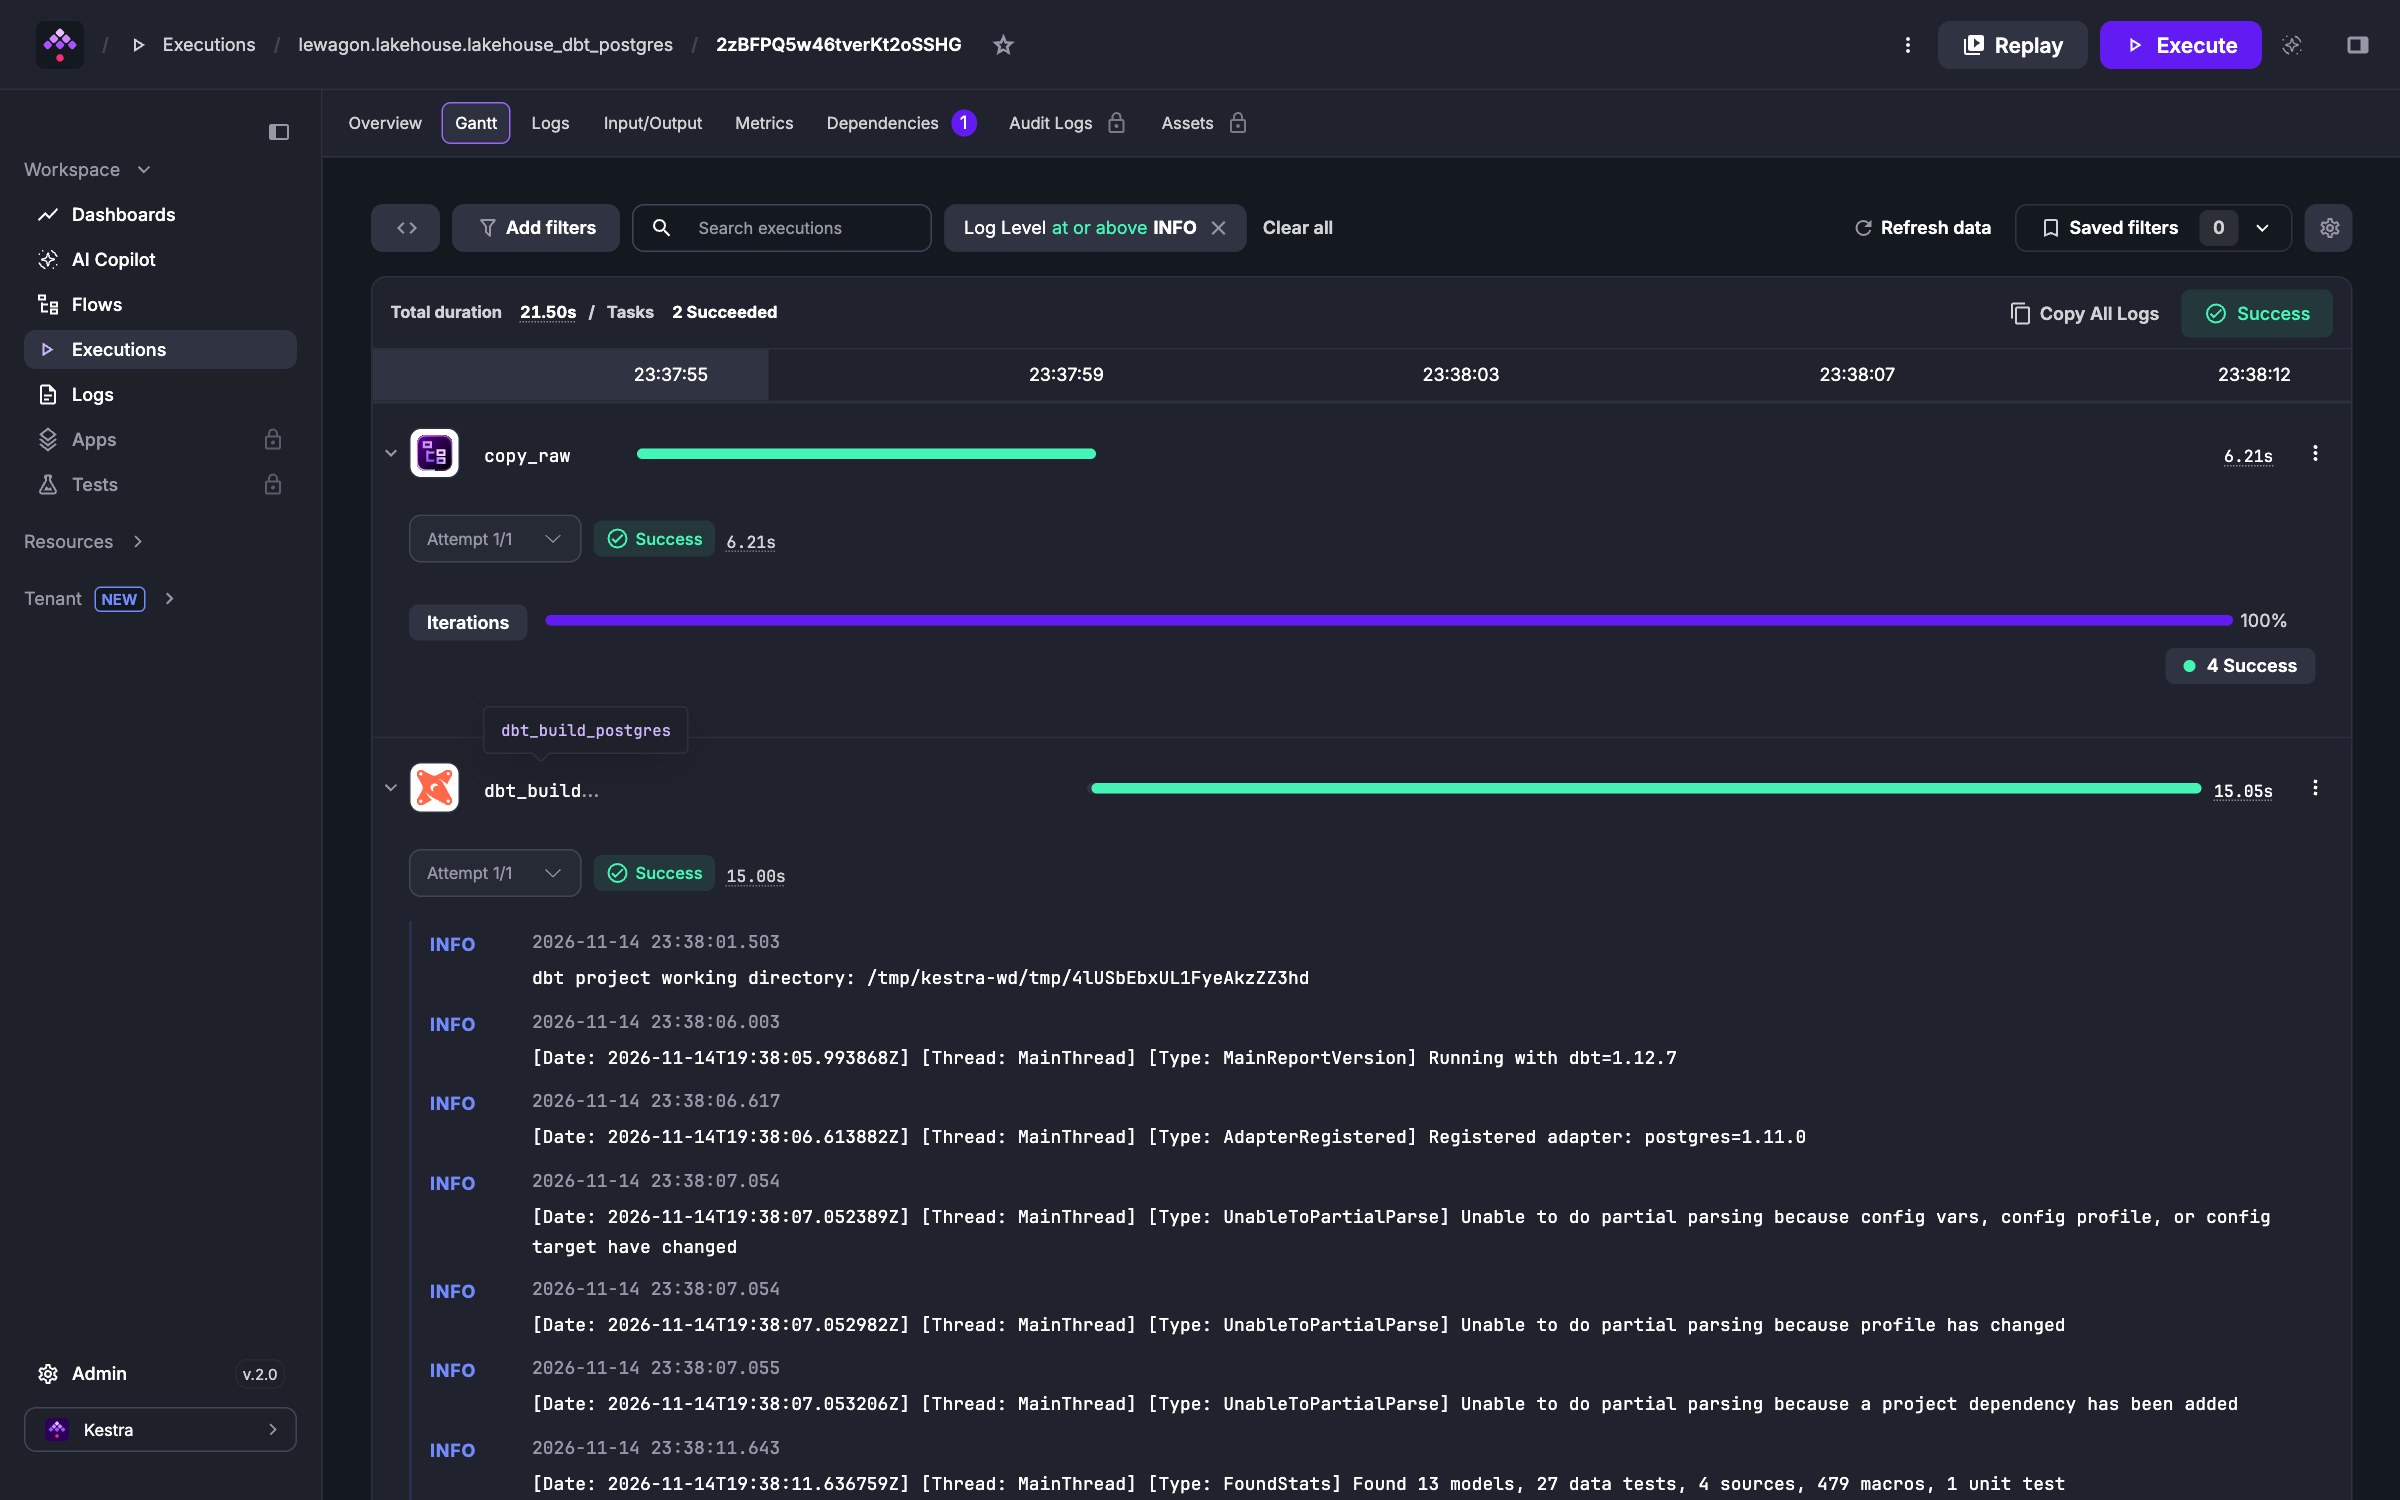 / Executions / lewagon.lakehouse.lakehouse_dbt_postgres / 2zBFPQ5w46tverKt2oSSHG
Replay
Execute
Workspace
Dashboards
AI Copilot
Flows
Executions
Logs
Apps
Tests
Resources
Tenant NEW
Admin v.2.0
Kestra
Overview Gantt Logs Input/Output Metrics Dependencies 1 Audit Logs Assets
Add filters Search executions Log Level at or above INFO Clear all Refresh data Saved filters 0
Total duration 21.50s / Tasks 2 Succeeded Copy All Logs Success
23:37:55 23:37:59 23:38:03 23:38:07 23:38:12
copy_raw 6.21s
Attempt 1/1 Success 6.21s
Iterations 100%
4 Success
dbt_build_postgres
dbt_build... 15.05s
Attempt 1/1 Success 15.00s
INFO 2026-11-14 23:38:01.503
dbt project working directory: /tmp/kestra-wd/tmp/4lUSbEbxUL1FyeAkzZZ3hd
INFO 2026-11-14 23:38:06.003
[Date: 2026-11-14T19:38:05.993868Z] [Thread: MainThread] [Type: MainReportVersion] Running with dbt=1.12.7
INFO 2026-11-14 23:38:06.617
[Date: 2026-11-14T19:38:06.613882Z] [Thread: MainThread] [Type: AdapterRegistered] Registered adapter: postgres=1.11.0
INFO 2026-11-14 23:38:07.054
[Date: 2026-11-14T19:38:07.052389Z] [Thread: MainThread] [Type: UnableToPartialParse] Unable to do partial parsing because config vars, config profile, or config
target have changed
INFO 2026-11-14 23:38:07.054
[Date: 2026-11-14T19:38:07.052982Z] [Thread: MainThread] [Type: UnableToPartialParse] Unable to do partial parsing because profile has changed
INFO 2026-11-14 23:38:07.055
[Date: 2026-11-14T19:38:07.053206Z] [Thread: MainThread] [Type: UnableToPartialParse] Unable to do partial parsing because a project dependency has been added
INFO 2026-11-14 23:38:11.643
[Date: 2026-11-14T19:38:11.636759Z] [Thread: MainThread] [Type: FoundStats] Found 13 models, 27 data tests, 4 sources, 479 macros, 1 unit test